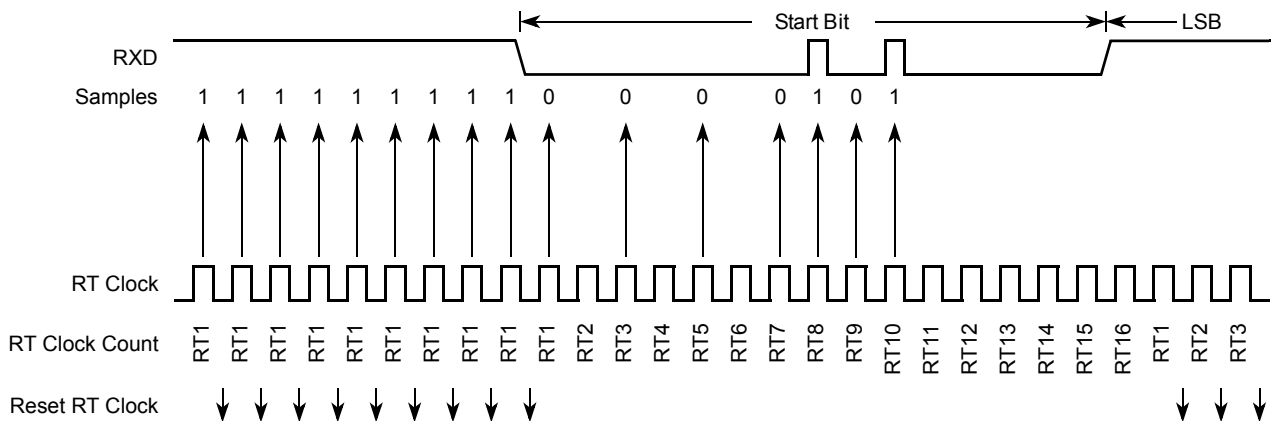 Start Bit LSB
RXD
Samples 1 1 1 1 1 1 1 1 1 0 0 0 0 1 0 1
RT Clock
RT Clock Count RT1 RT1 RT1 RT1 RT1 RT1 RT1 RT1 RT1 RT1 RT2 RT3 RT4 RT5 RT6 RT7 RT8 RT9 RT10 RT11 RT12 RT13 RT14 RT15 RT16 RT1 RT2 RT3
Reset RT Clock